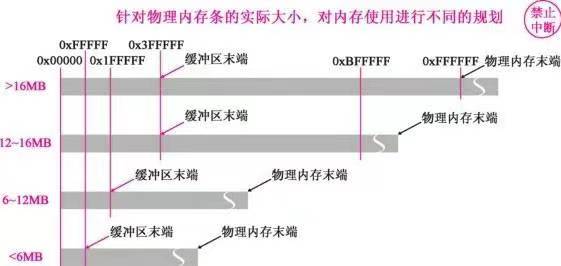 针对物理内存条的实际大小，对内存使用进行不同的规划
禁止
中断
0xFFFFF 0x3FFFFF
0x00000 0x1FFFFF 缓冲区末端 0xBFFFFF 0xFFFFFF 物理内存末端
>16MB
缓冲区末端 物理内存末端
12~16MB
缓冲区末端 物理内存末端
6~12MB
缓冲区末端 物理内存末端
<6MB